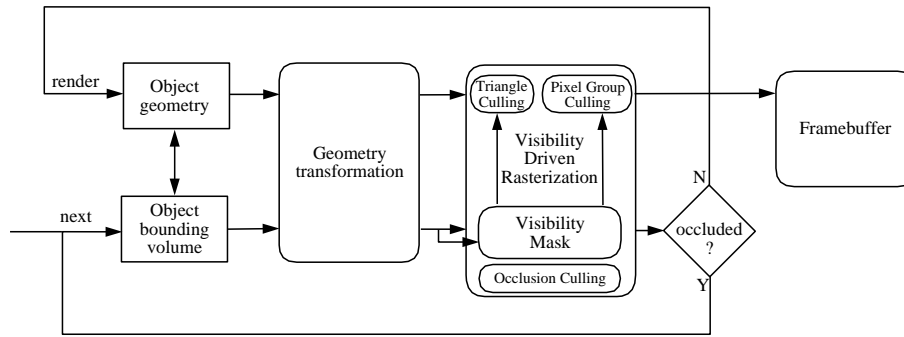 render
Object
geometry
Geometry
transformation
Triangle
Culling
Pixel Group
Culling
Visibility
Driven
Rasterization
Framebuffer
next
Object
bounding
volume
Visibility
Mask
Occlusion Culling
N
occluded
?
Y